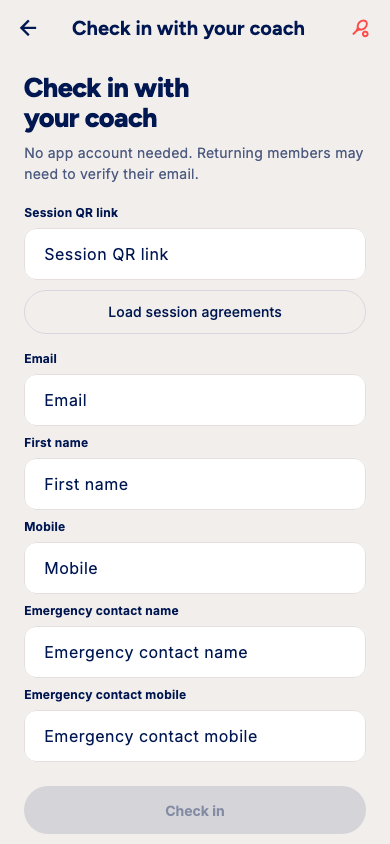 Check in with your coach
Check in with
your coach
No app account needed. Returning members may
need to verify their email.
Session QR link
Session QR link
Load session agreements
Email
Email
First name
First name
Mobile
Mobile
Emergency contact name
Emergency contact name
Emergency contact mobile
Emergency contact mobile
Check in